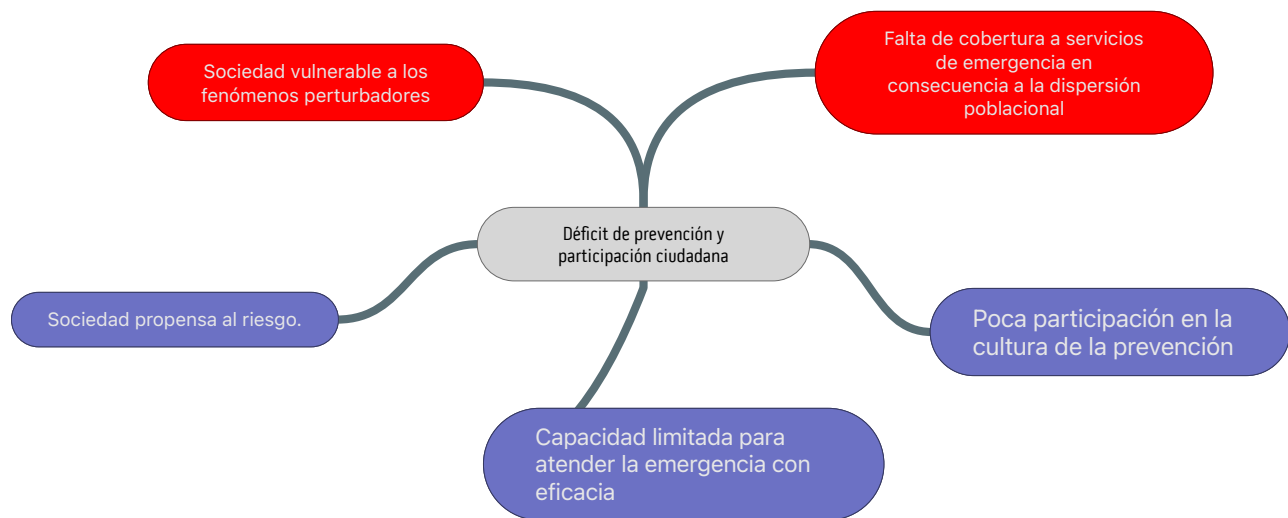 Sociedad vulnerable a los
fenómenos perturbadores
Falta de cobertura a servicios
de emergencia en
consecuencia a la dispersión
poblacional
Déficit de prevención y
participación ciudadana
Sociedad propensa al riesgo.
Poca participación en la
cultura de la prevención
Capacidad limitada para
atender la emergencia con
eficacia